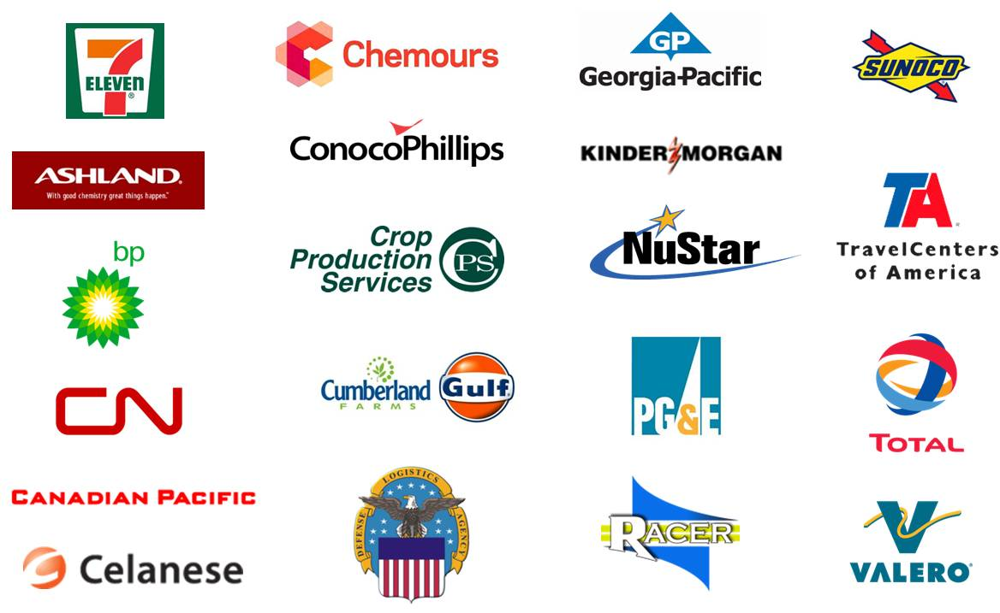 7
ELEVEN
®
ASHLAND®
With good chemistry great things happen.™
bp
CN
CANADIAN PACIFIC
Celanese
Chemours
ConocoPhillips
Crop
Production
Services
CPS
Cumberland
FARMS
Gulf
DEFENSE LOGISTICS AGENCY
GP
Georgia-Pacific
KINDER MORGAN
NuStar
PG&E
RACER
SUNOCO
TA
TravelCenters
of America
TOTAL
V
VALERO®